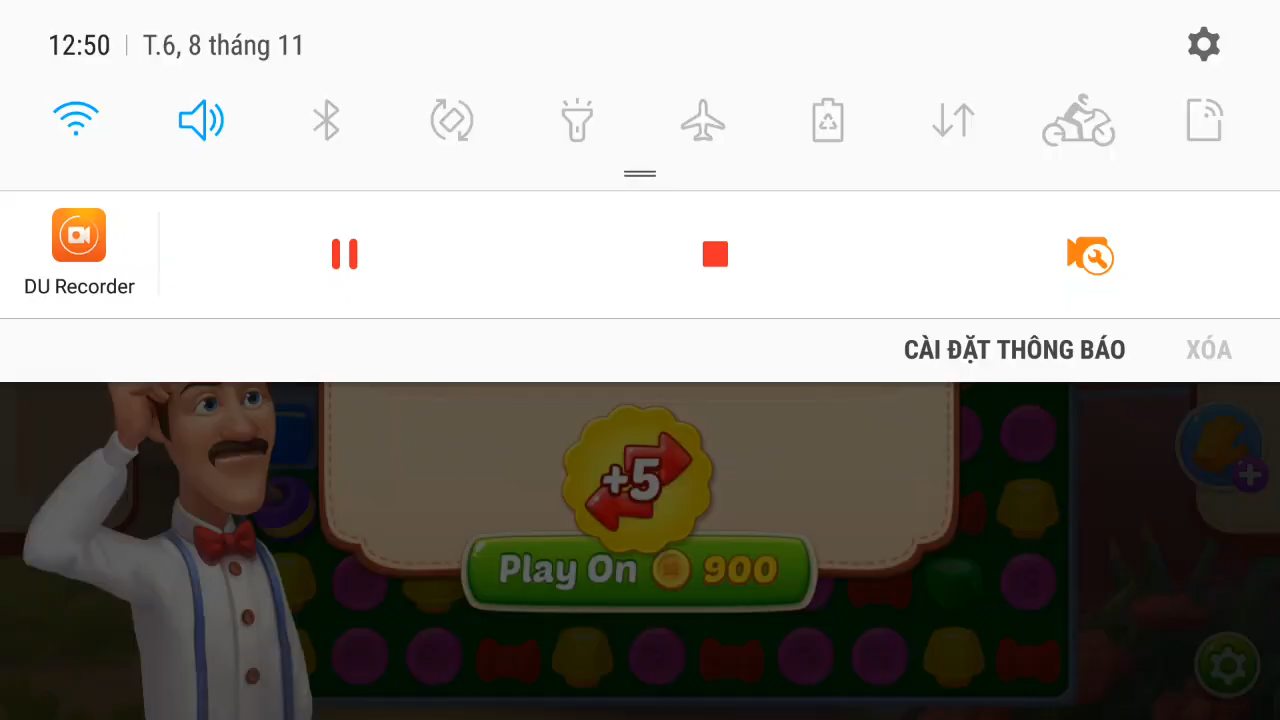 12:50 | T.6, 8 tháng 11
DU Recorder
CÀI ĐẶT THÔNG BÁO XÓA
+5
Play On 900